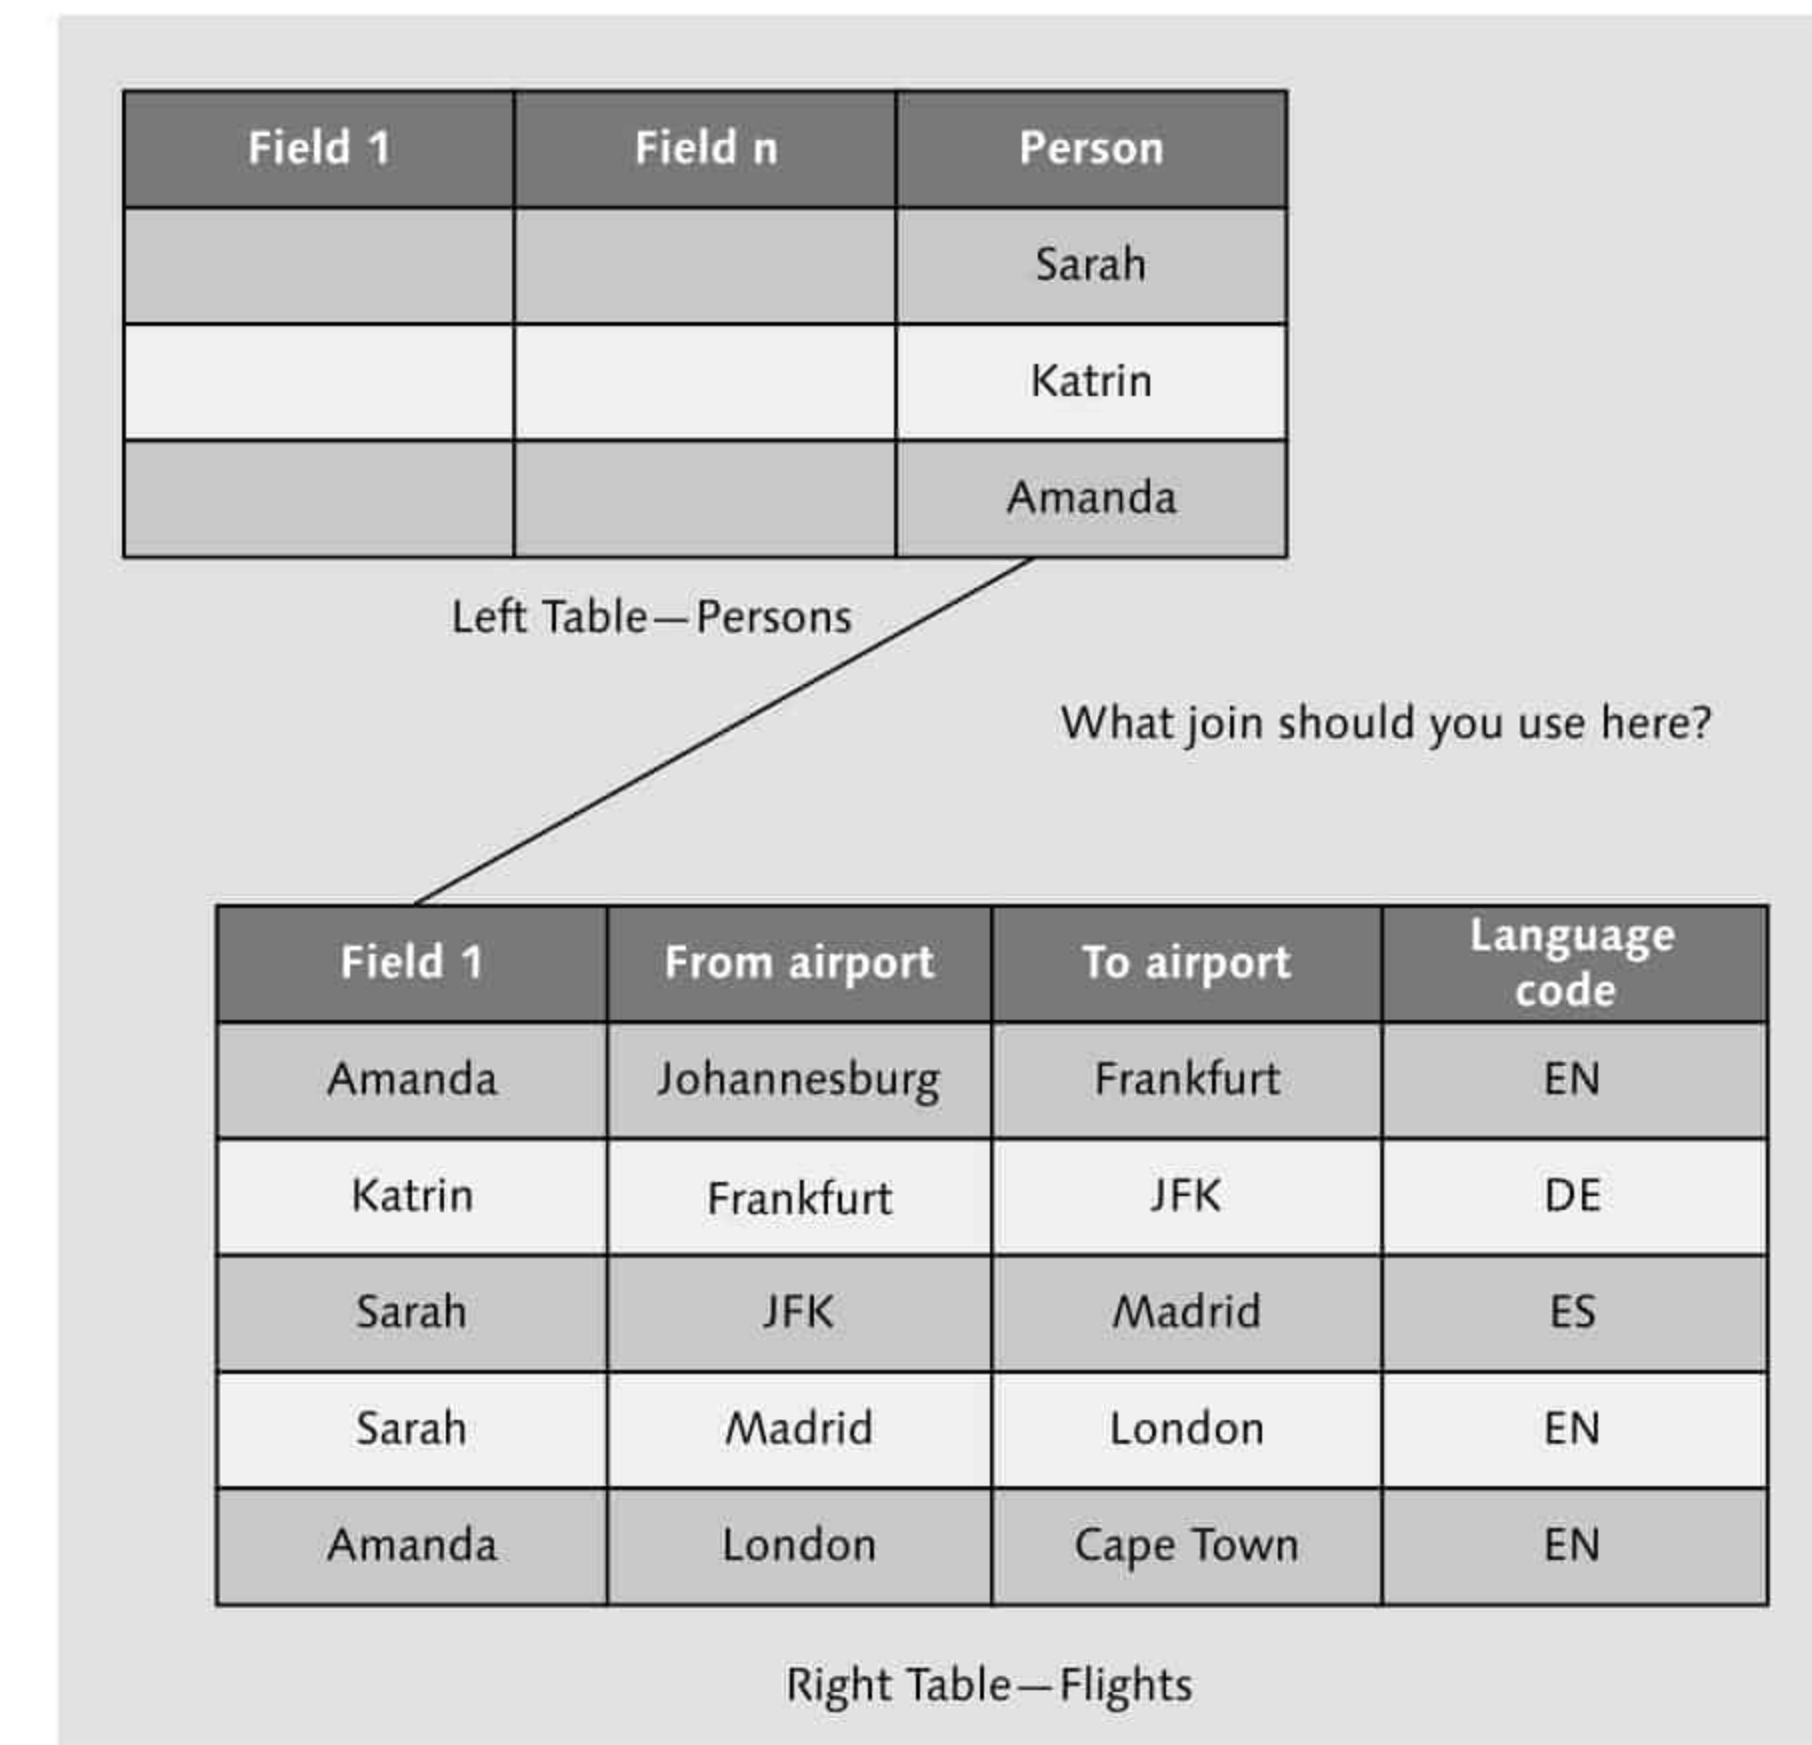 Field 1 Field n Person
Sarah
Katrin
Amanda
Left Table—Persons
What join should you use here?
Field 1 From airport To airport Language code
Amanda Johannesburg Frankfurt EN
Katrin Frankfurt JFK DE
Sarah JFK Madrid ES
Sarah Madrid London EN
Amanda London Cape Town EN
Right Table—Flights